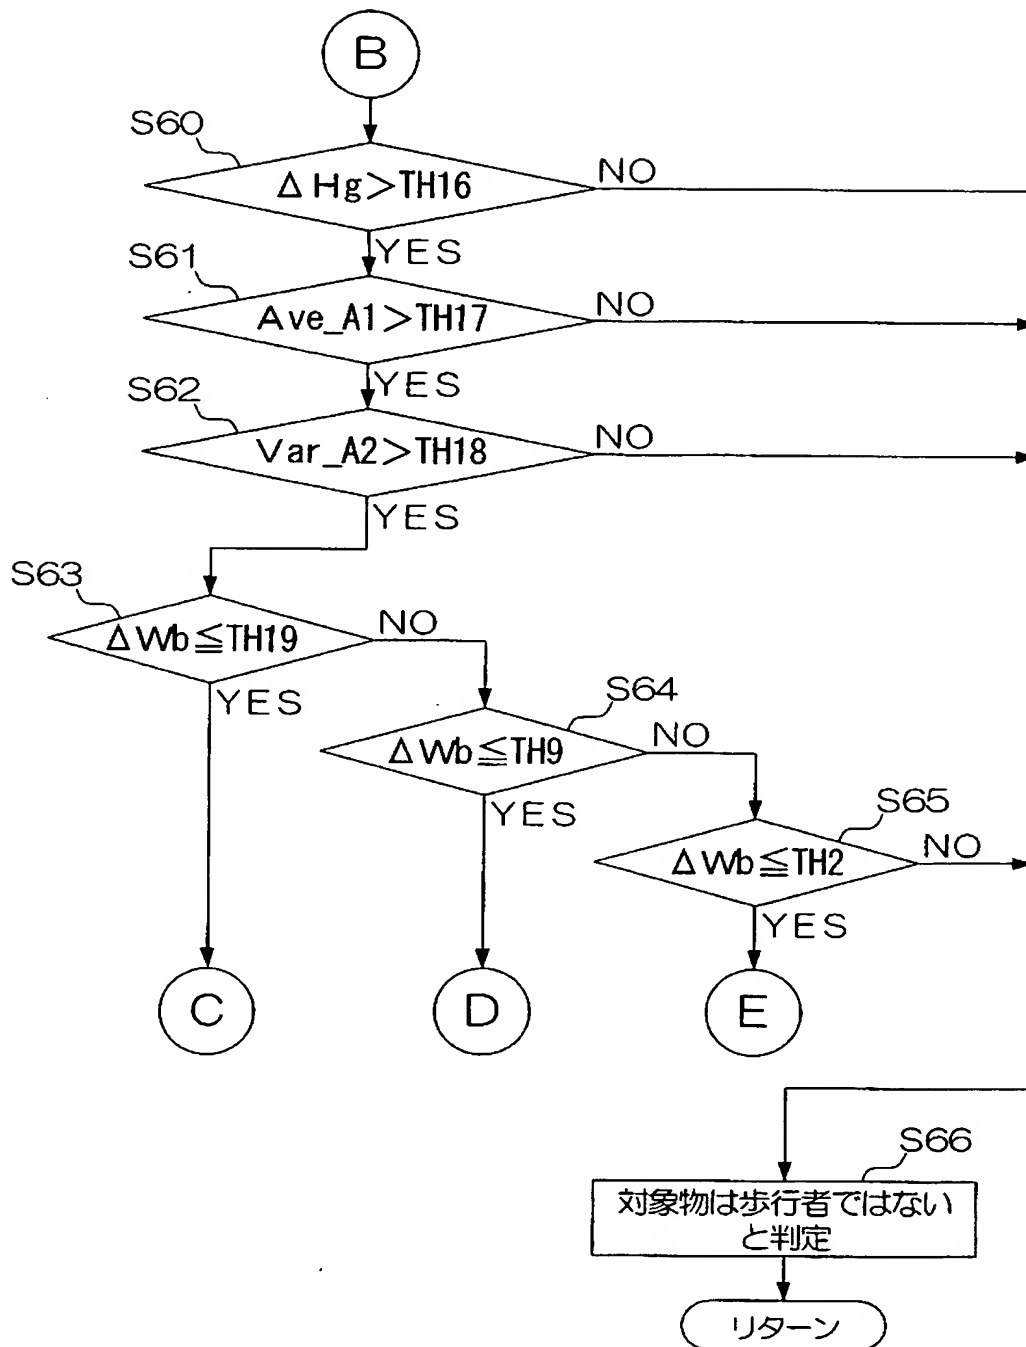 B
S60
ΔHg>TH16
NO
YES
S61
Ave_A1>TH17
NO
YES
S62
Var_A2>TH18
NO
YES
S63
ΔWb≦TH19
NO
YES
S64
ΔWb≦TH9
NO
YES
S65
ΔWb≦TH2
NO
YES
C
D
E
S66
対象物は歩行者ではない
と判定
リターン